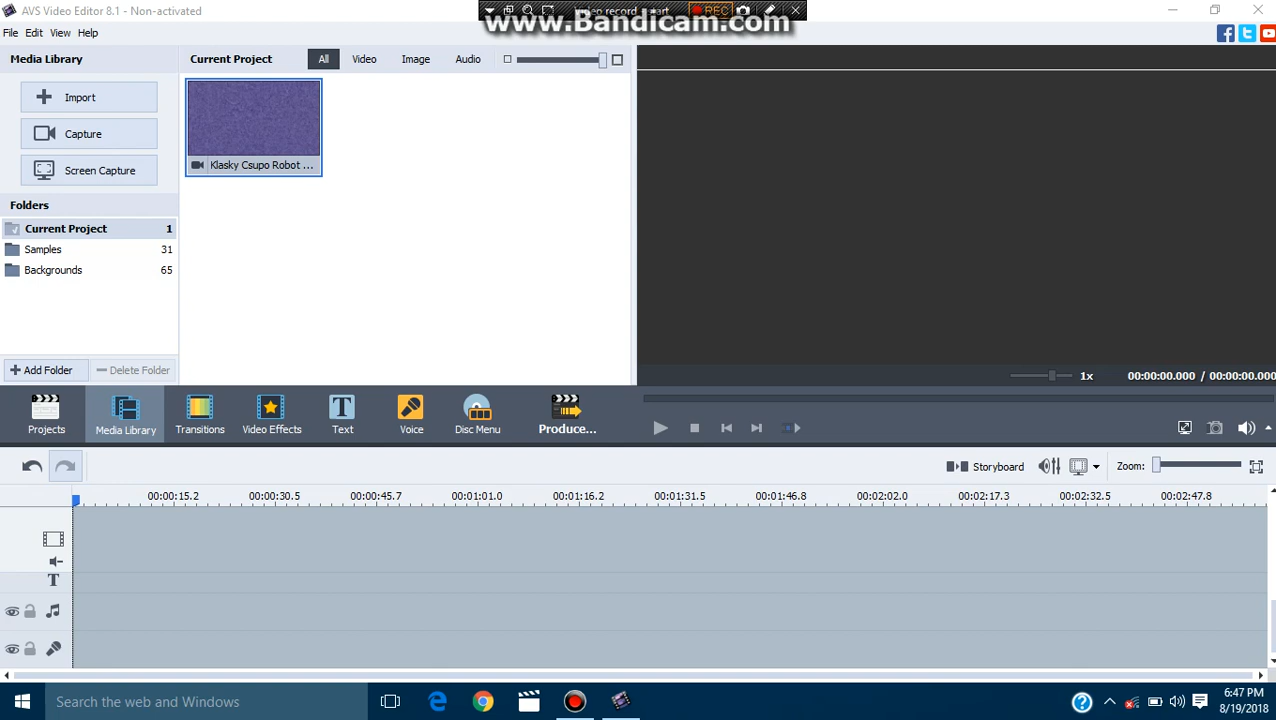 AVS Video Editor 8.1 - Non-activated
REC
www.Bandicam.com
File Edit View Help
Media Library
Current Project
All
Video
Image
Audio
Import
Capture
Screen Capture
Klasky Csupo Robot ...
Folders
Current Project 1
Samples 31
Backgrounds 65
Add Folder
Delete Folder
1x
00:00:00.000 / 00:00:00.000
Projects
Media Library
Transitions
Video Effects
Text
Voice
Disc Menu
Produce...
Storyboard
Zoom:
00:00:15.2 00:00:30.5 00:00:45.7 00:01:01.0 00:01:16.2 00:01:31.5 00:01:46.8 00:02:02.0 00:02:17.3 00:02:32.5 00:02:47.8
T
Search the web and Windows
6:47 PM
8/19/2018